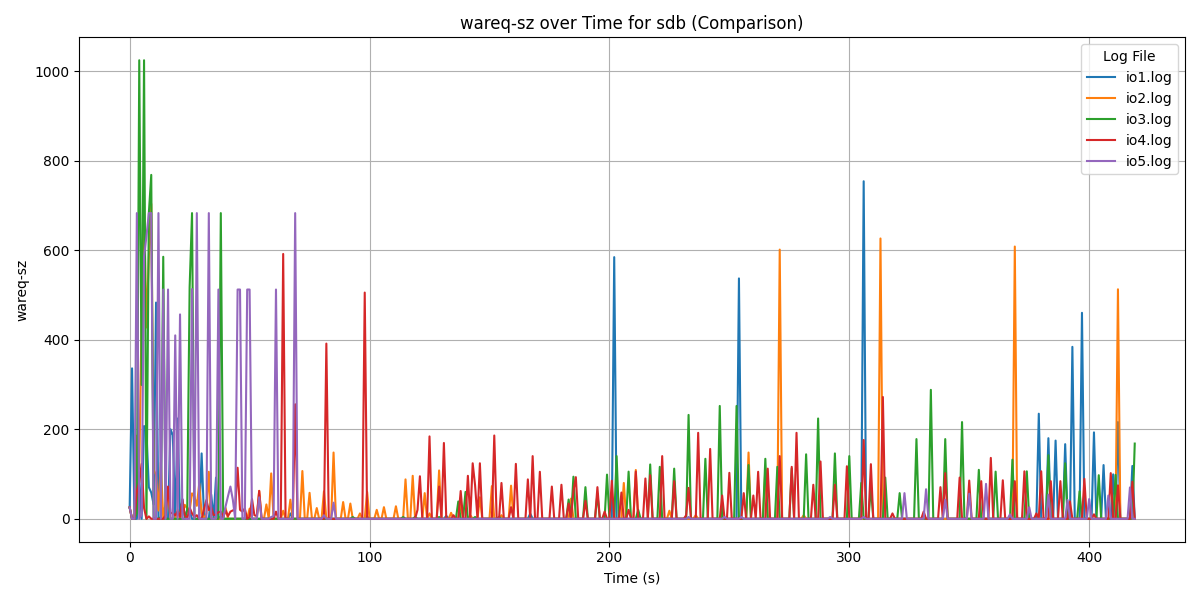 wareq-sz over Time for sdb (Comparison)
wareq-sz
1000
800
600
400
200
0
0 100 200 300 400
Time (s)
Log File
io1.log
io2.log
io3.log
io4.log
io5.log